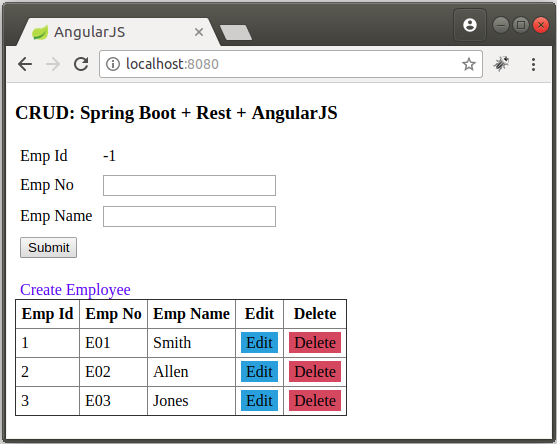 AngularJS
localhost:8080
CRUD: Spring Boot + Rest + AngularJS
Emp Id -1
Emp No
Emp Name
Submit
Create Employee
Emp Id Emp No Emp Name Edit Delete
1 E01 Smith Edit Delete
2 E02 Allen Edit Delete
3 E03 Jones Edit Delete